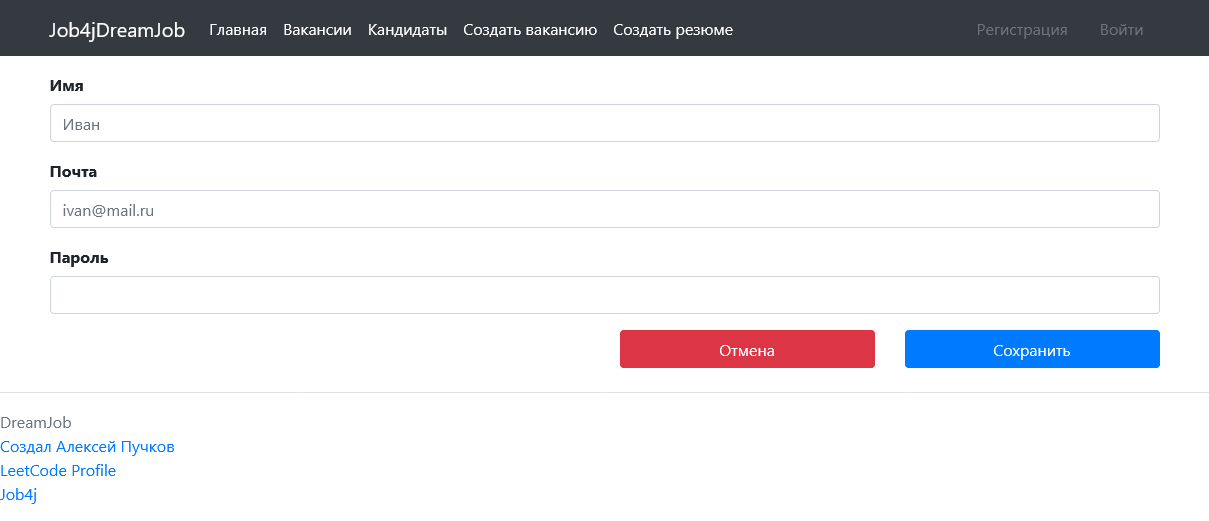 Job4jDreamJob Главная Вакансии Кандидаты Создать вакансию Создать резюме Регистрация Войти
Имя
Иван
Почта
ivan@mail.ru
Пароль
Отмена Сохранить
DreamJob
Создал Алексей Пучков
LeetCode Profile
Job4j